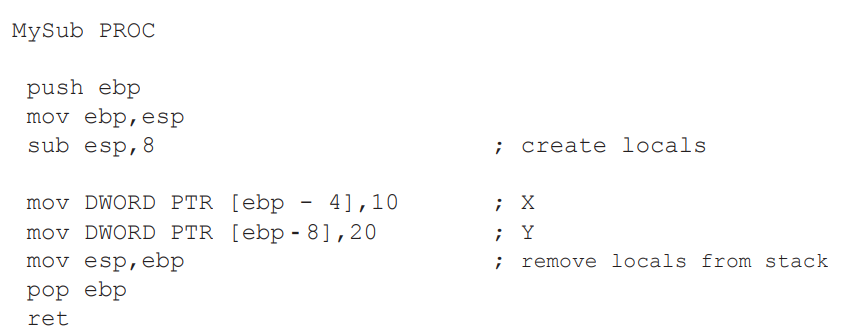 MySub PROC
push ebp
mov ebp,esp
sub esp,8 ; create locals
mov DWORD PTR [ebp - 4],10 ; X
mov DWORD PTR [ebp - 8],20 ; Y
mov esp,ebp ; remove locals from stack
pop ebp
ret